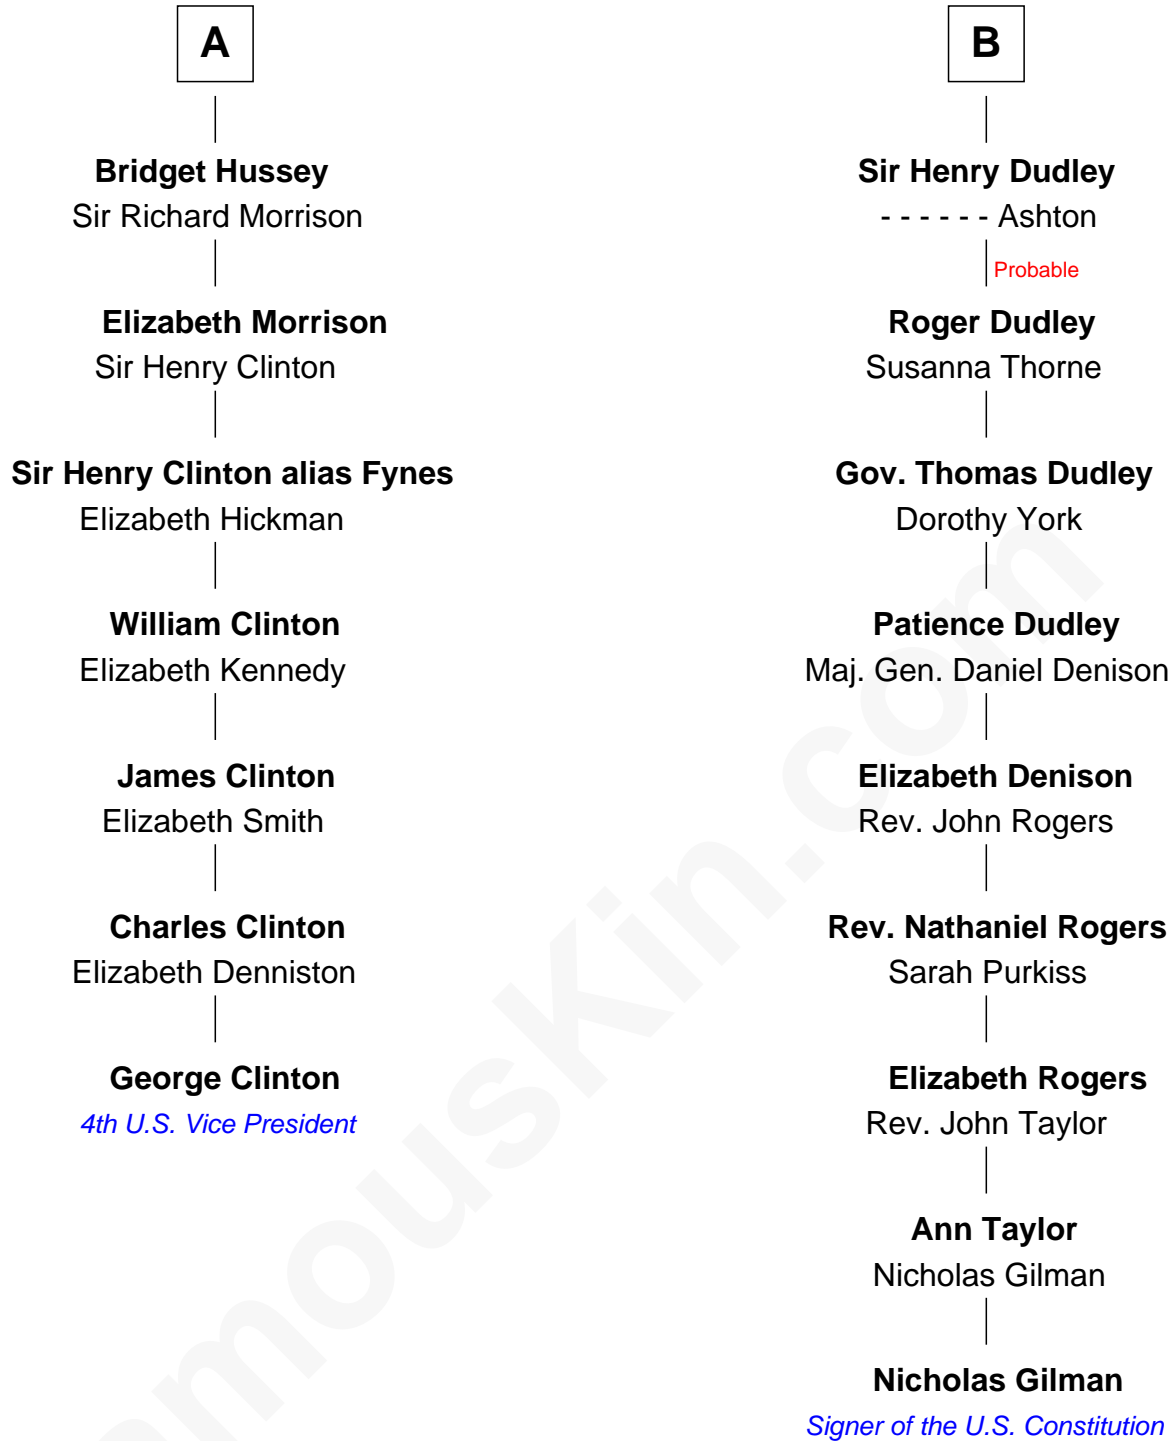 A
Bridget Hussey
Sir Richard Morrison
Elizabeth Morrison
Sir Henry Clinton
Sir Henry Clinton alias Fynes
Elizabeth Hickman
William Clinton
Elizabeth Kennedy
James Clinton
Elizabeth Smith
Charles Clinton
Elizabeth Denniston
George Clinton
4th U.S. Vice President
B
Sir Henry Dudley
- - - - - - Ashton
Probable
Roger Dudley
Susanna Thorne
Gov. Thomas Dudley
Dorothy York
Patience Dudley
Maj. Gen. Daniel Denison
Elizabeth Denison
Rev. John Rogers
Rev. Nathaniel Rogers
Sarah Purkiss
Elizabeth Rogers
Rev. John Taylor
Ann Taylor
Nicholas Gilman
Nicholas Gilman
Signer of the U.S. Constitution
amousKin.com